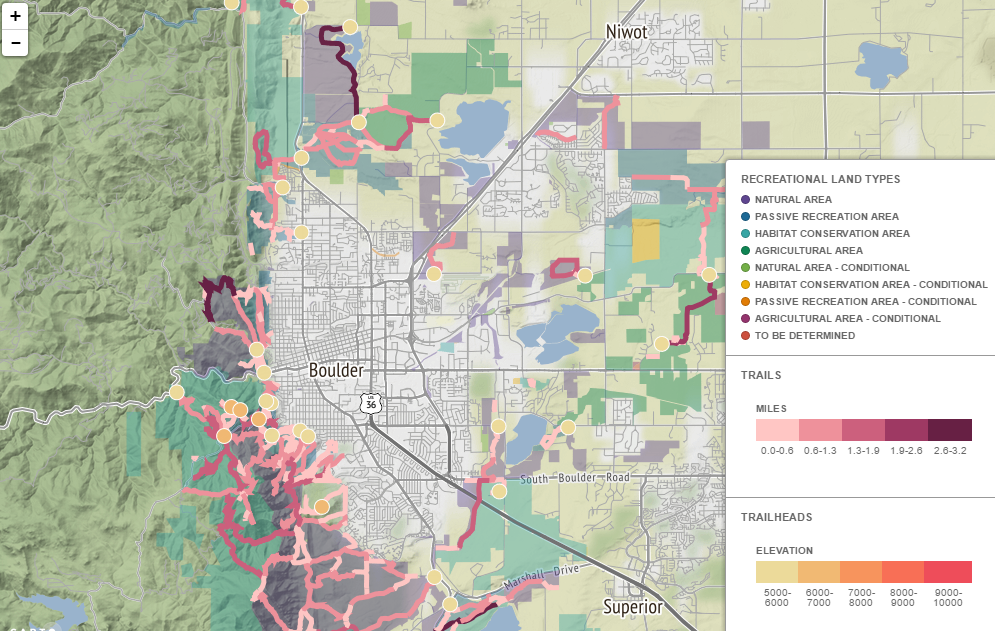 +
−
Niwot
Boulder
US
36
South Boulder Road
Marshall Drive
Superior
RECREATIONAL LAND TYPES
NATURAL AREA
PASSIVE RECREATION AREA
HABITAT CONSERVATION AREA
AGRICULTURAL AREA
NATURAL AREA - CONDITIONAL
HABITAT CONSERVATION AREA - CONDITIONAL
PASSIVE RECREATION AREA - CONDITIONAL
AGRICULTURAL AREA - CONDITIONAL
TO BE DETERMINED
TRAILS
MILES
0.0-0.6 0.6-1.3 1.3-1.9 1.9-2.6 2.6-3.2
TRAILHEADS
ELEVATION
5000- 6000- 7000- 8000- 9000-
6000 7000 8000 9000 10000
CARTO